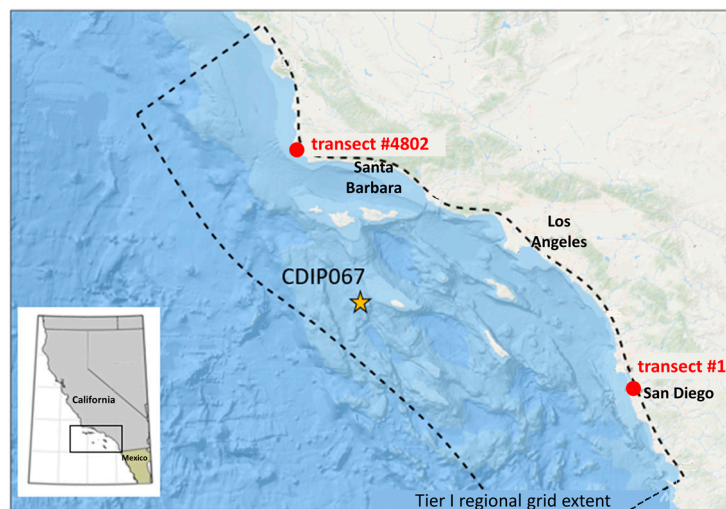 transect #4802
Santa
Barbara
Los
Angeles
CDIP067
transect #1
San Diego
California
Mexico
Tier I regional grid extent